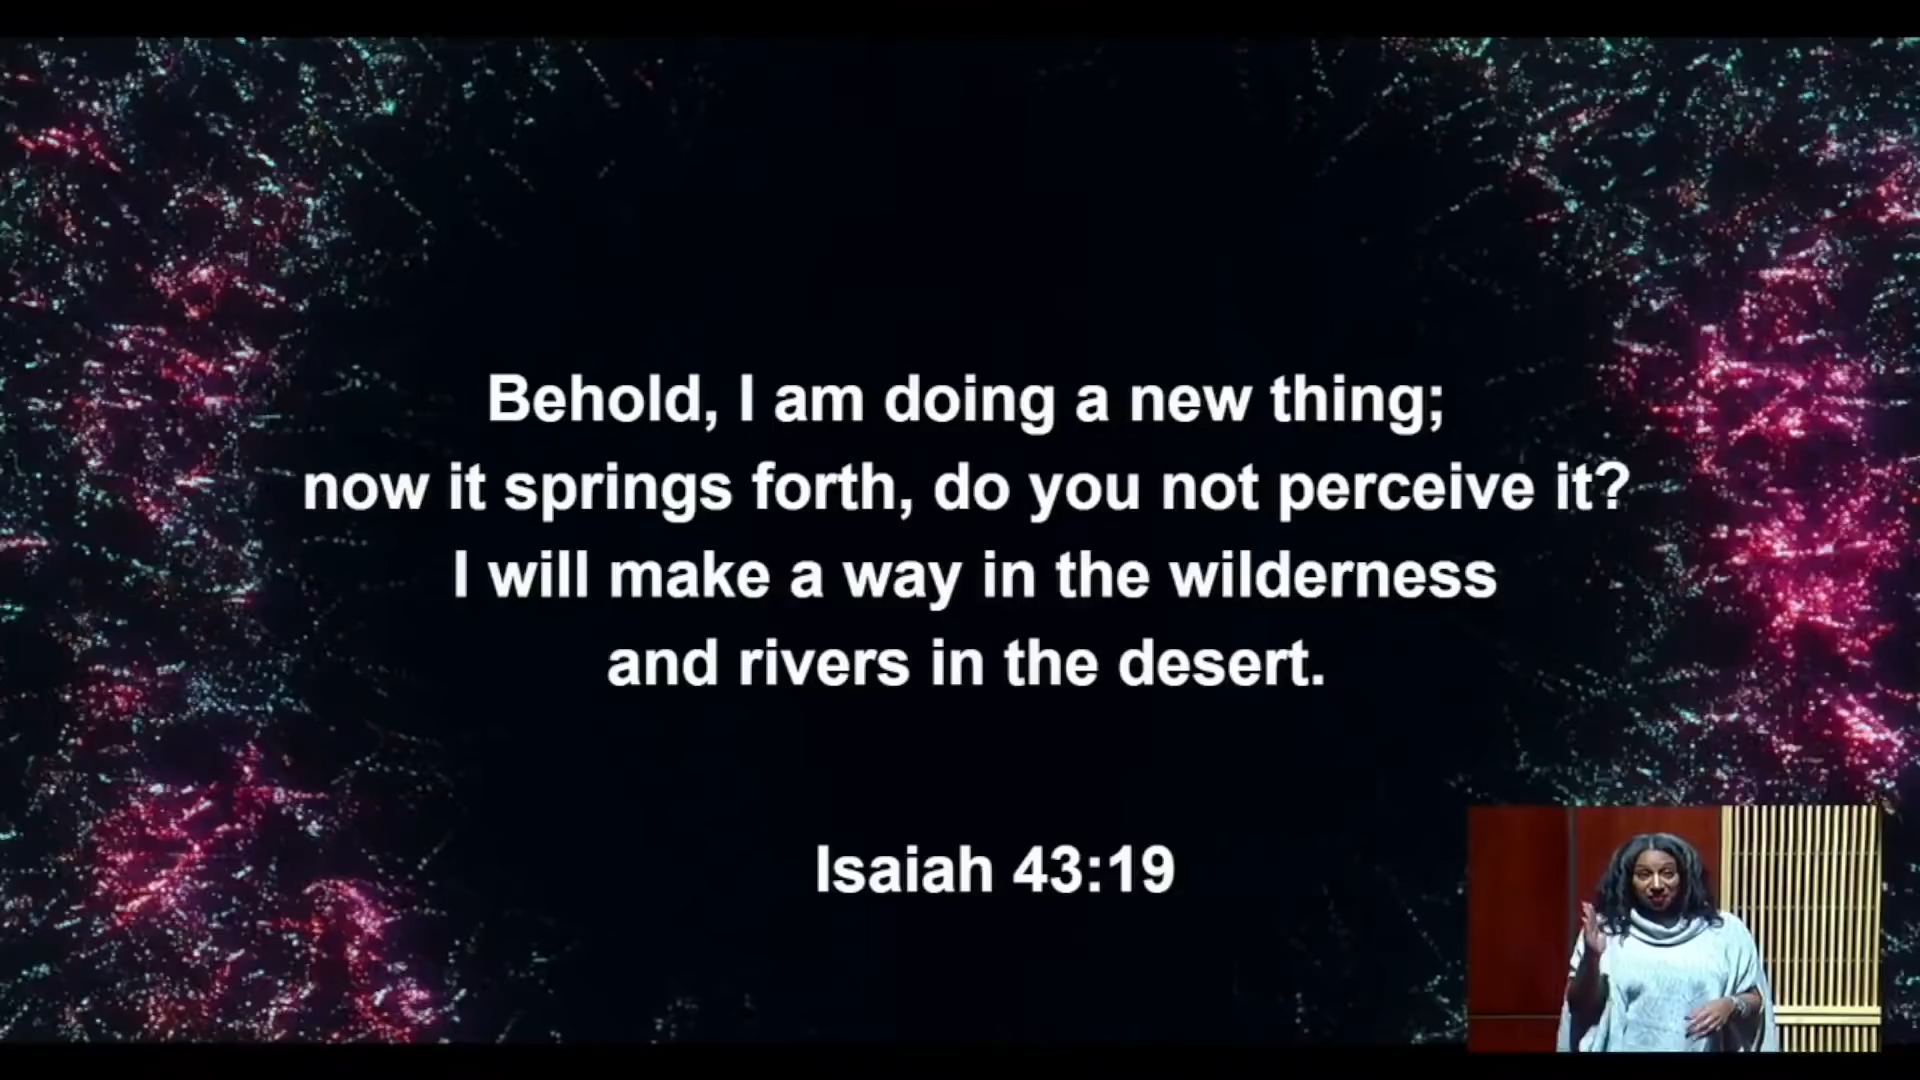 Behold, I am doing a new thing;
now it springs forth, do you not perceive it?
I will make a way in the wilderness
and rivers in the desert.
Isaiah 43:19